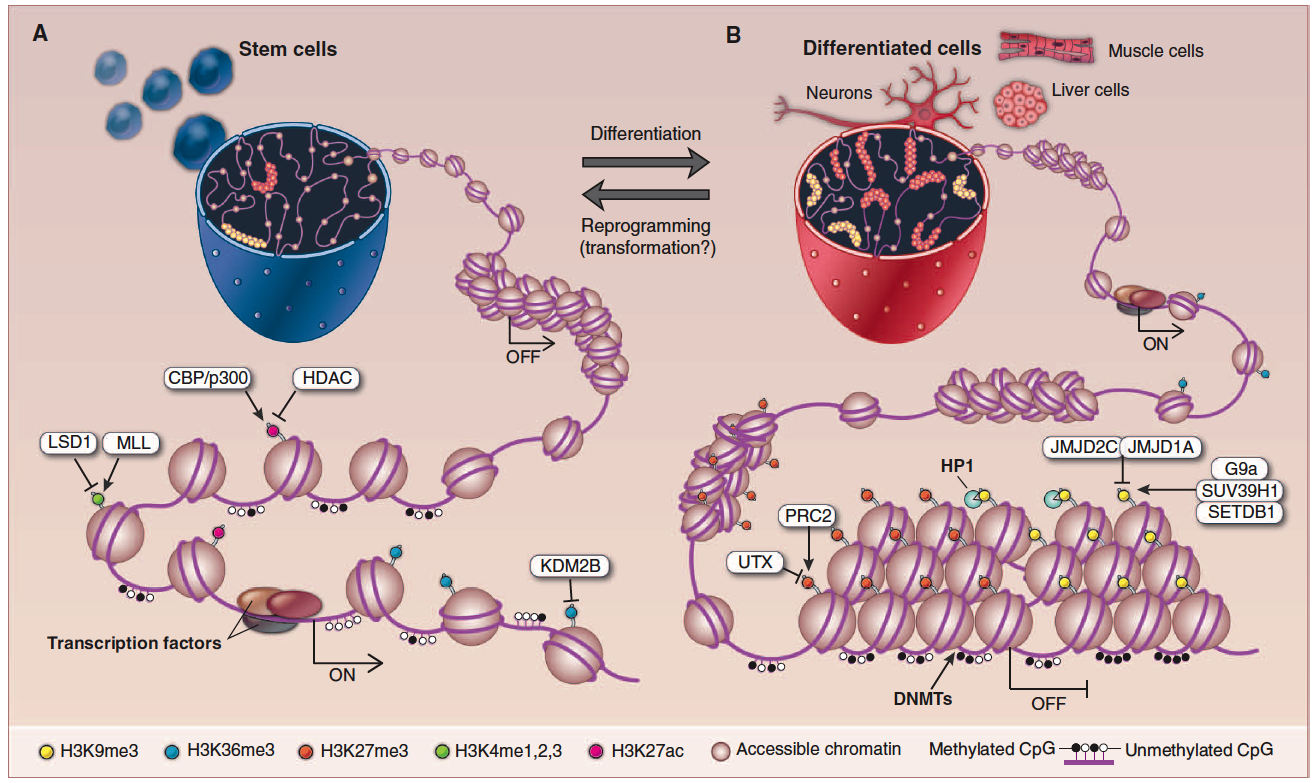 A
Stem cells
B
Differentiated cells
Muscle cells
Neurons
Liver cells
Differentiation
Reprogramming
(transformation?)
OFF
ON
CBP/p300
HDAC
LSD1
MLL
KDM2B
Transcription factors
ON
JMJD2C
JMJD1A
HP1
G9a
SUV39H1
SETDB1
PRC2
UTX
DNMTs
OFF
H3K9me3
H3K36me3
H3K27me3
H3K4me1,2,3
H3K27ac
Accessible chromatin
Methylated CpG
Unmethylated CpG